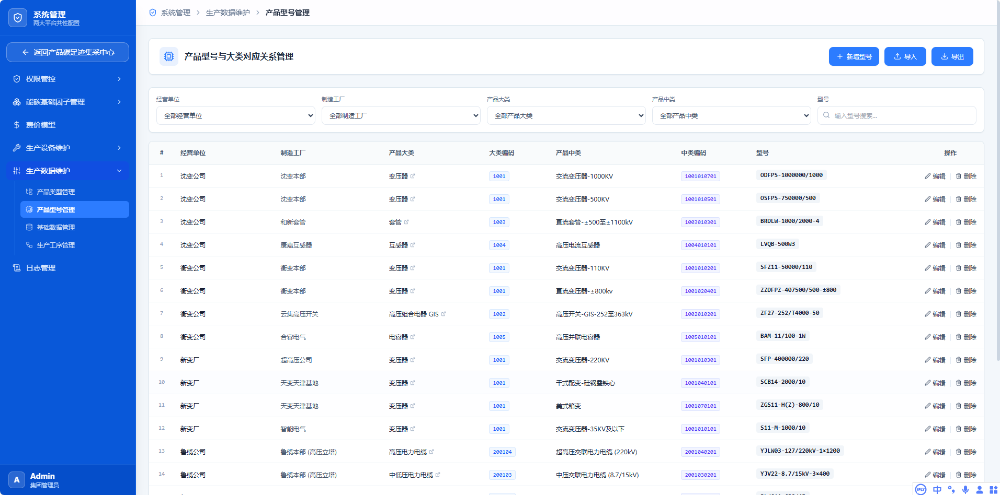 系统管理
两大平台共性配置
返回产品碳足迹集采中心
权限管控
能碳基础因子管理
费价模型
生产设备维护
生产数据维护
产品类型管理
产品型号管理
基础数据管理
生产工序管理
日志管理
A
Admin
集团管理员
系统管理 > 生产数据维护 > 产品型号管理
产品型号与大类对应关系管理
新增型号 导入 导出
经营单位 制造工厂 产品大类 产品中类 型号
全部经营单位 全部制造工厂 全部产品大类 全部产品中类 输入型号搜索...
# 经营单位 制造工厂 产品大类 大类编码 产品中类 中类编码 型号 操作
1 沈变公司 沈变本部 变压器 1001 交流变压器-1000KV 1001010701 ODFPS-1000000/1000 编辑 删除
2 沈变公司 沈变本部 变压器 1001 交流变压器-500KV 1001010501 OSFPS-750000/500 编辑 删除
3 沈变公司 和新套管 套管 1003 直流套管-±500至±1100kV 1003010301 BRDLW-1000/2000-4 编辑 删除
4 沈变公司 康嘉互感器 互感器 1004 高压电流互感器 1004010101 LVQB-500W3 编辑 删除
5 衡变公司 衡变本部 变压器 1001 交流变压器-110KV 1001010201 SFZ11-50000/110 编辑 删除
6 衡变公司 衡变本部 变压器 1001 直流变压器-±800kv 1001020401 ZZDFPZ-407500/500-±800 编辑 删除
7 衡变公司 云集高压开关 高压组合电器 GIS 1002 高压开关-GIS-252至363kV 1002010201 ZF27-252/T4000-50 编辑 删除
8 衡变公司 合容电气 电容器 1005 高压并联电容器 1005010101 BAM-11/100-1W 编辑 删除
9 新变厂 超高压公司 变压器 1001 交流变压器-220KV 1001010301 SFP-400000/220 编辑 删除
10 新变厂 天变天津基地 变压器 1001 干式配变-硅钢叠铁心 1001040101 SCB14-2000/10 编辑 删除
11 新变厂 天变天津基地 变压器 1001 美式箱变 1001070101 ZGS11-H(Z)-800/10 编辑 删除
12 新变厂 智能电气 变压器 1001 交流变压器-35KV及以下 1001010101 S11-M-1000/10 编辑 删除
13 鲁缆公司 鲁缆本部 (高压立塔) 高压电力电缆 200104 超高压交联电力电缆 (220kV) 2001040201 YJLW03-127/220kV-1×1200 编辑 删除
14 鲁缆公司 鲁缆本部 (高压立塔) 中低压电力电缆 200103 中压交联电力电缆 (8.7/15kV) 2001030201 YJV22-8.7/15kV-3×400 编辑 删除
iFLY 中